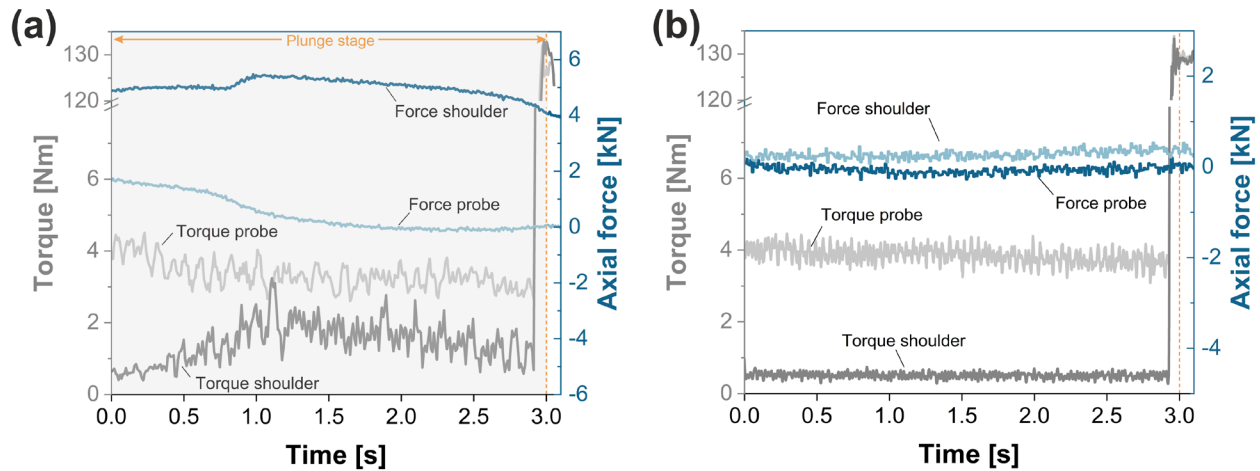 (a)
Plunge stage
130
120
6
4
2
0
Torque [Nm]
6
4
2
0
-2
-4
-6
Axial force [kN]
Force shoulder
Force probe
Torque probe
Torque shoulder
0.0 0.5 1.0 1.5 2.0 2.5 3.0
Time [s]
(b)
130
120
6
4
2
0
Torque [Nm]
2
0
-2
-4
Axial force [kN]
Force shoulder
Force probe
Torque probe
Torque shoulder
0.0 0.5 1.0 1.5 2.0 2.5 3.0
Time [s]